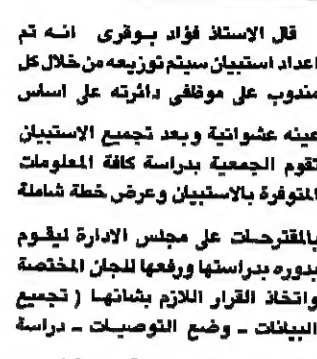 قال الاستاذ فؤاد بوقري انه تم
اعداد استبيان سيتم توزيعه من خلال كل
مندوب على موظفي دائرته على اساس
عينه عشوائية وبعد تجميع الاستبيان
تقوم الجمعية بدراسة كافة المعلومات
المتوفرة بالاستبيان وعرض خطة شاملة
بالمقترحات على مجلس الادارة ليقوم
بدوره بدراستها ورفعها للجان المختصة
واتخاذ القرار اللازم بشانها ( تجميع
البيانات ـ وضع التوصيات ـ دراسة